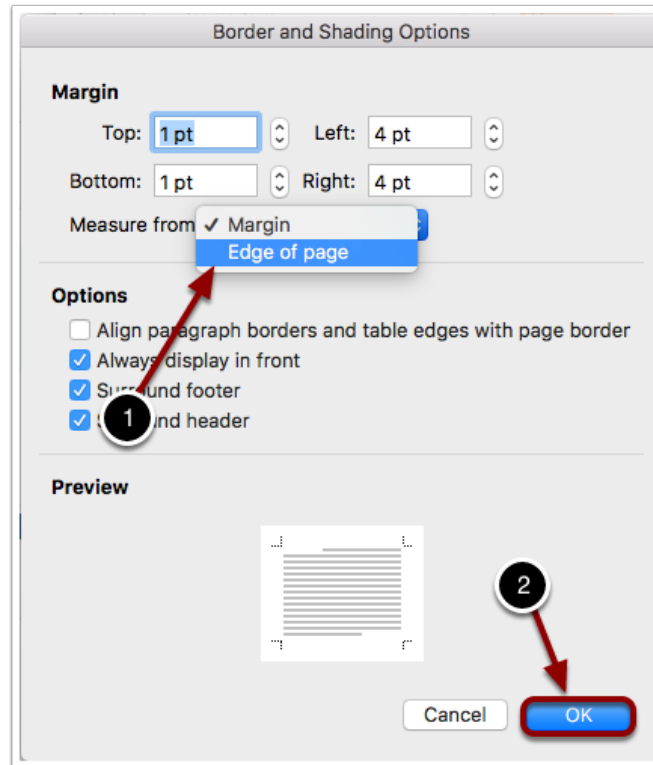 Border and Shading Options
Margin
Top: 1 pt Left: 4 pt
Bottom: 1 pt Right: 4 pt
Measure from ✓ Margin
Edge of page
Options
Align paragraph borders and table edges with page border
Always display in front
Surround footer
1 nd header
Preview
2
Cancel OK